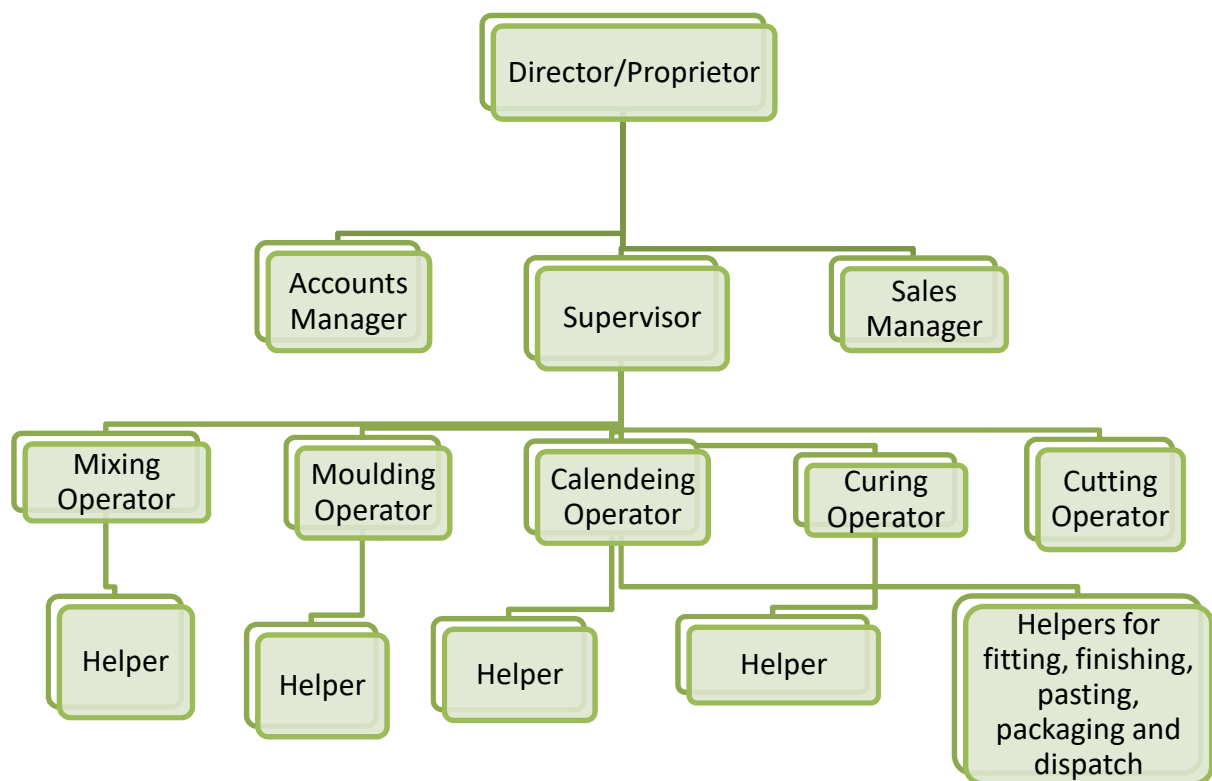 Director/Proprietor
Accounts
Manager
Supervisor
Sales
Manager
Mixing
Operator
Moulding
Operator
Calendeing
Operator
Curing
Operator
Cutting
Operator
Helper
Helper
Helper
Helper
Helpers for
fitting, finishing,
pasting,
packaging and
dispatch